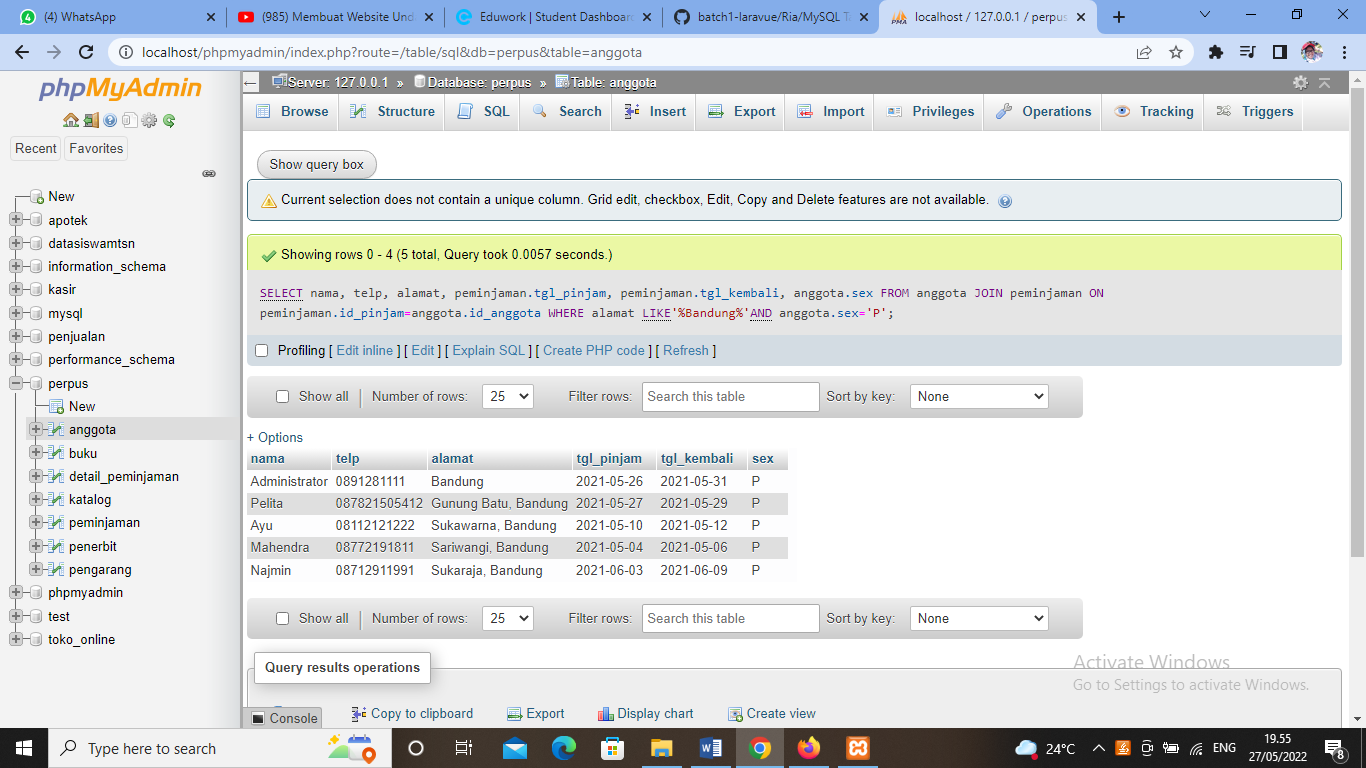 (4) WhatsApp
(985) Membuat Website Und
Eduwork | Student Dashboard
batch1-laravue/Ria/MySQL T
localhost / 127.0.0.1 / perpus
localhost/phpmyadmin/index.php?route=/table/sql&db=perpus&table=anggota
phpMyAdmin
Recent
Favorites
New
apotek
datasiswamtsn
information_schema
kasir
mysql
penjualan
performance_schema
perpus
New
anggota
buku
detail_peminjaman
katalog
peminjaman
penerbit
pengarang
phpmyadmin
test
toko_online
Server: 127.0.0.1 » Database: perpus » Table: anggota
Browse Structure SQL Search Insert Export Import Privileges Operations Tracking Triggers
Show query box
Current selection does not contain a unique column. Grid edit, checkbox, Edit, Copy and Delete features are not available.
Showing rows 0 - 4 (5 total, Query took 0.0057 seconds.)
SELECT nama, telp, alamat, peminjaman.tgl_pinjam, peminjaman.tgl_kembali, anggota.sex FROM anggota JOIN peminjaman ON
peminjaman.id_pinjam=anggota.id_anggota WHERE alamat LIKE'%Bandung%'AND anggota.sex='P';
Profiling [ Edit inline ] [ Edit ] [ Explain SQL ] [ Create PHP code ] [ Refresh ]
Show all Number of rows: 25 Filter rows: Search this table Sort by key: None
+ Options
nama telp alamat tgl_pinjam tgl_kembali sex
Administrator 0891281111 Bandung 2021-05-26 2021-05-31 P
Pelita 087821505412 Gunung Batu, Bandung 2021-05-27 2021-05-29 P
Ayu 08112121222 Sukawarna, Bandung 2021-05-10 2021-05-12 P
Mahendra 08772191811 Sariwangi, Bandung 2021-05-04 2021-05-06 P
Najmin 08712911991 Sukaraja, Bandung 2021-06-03 2021-06-09 P
Show all Number of rows: 25 Filter rows: Search this table Sort by key: None
Query results operations
Copy to clipboard Export Display chart Create view
Console
Activate Windows
Go to Settings to activate Windows.
Type here to search
24°C
ENG
19.55
27/05/2022
8